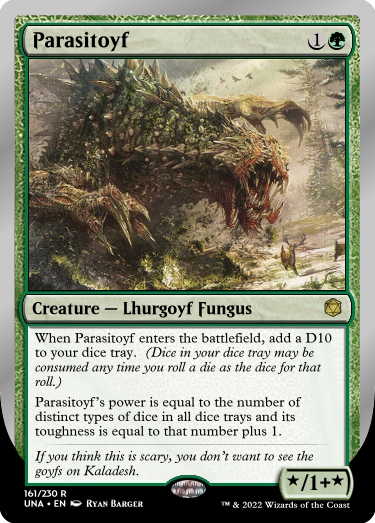 Parasitoyf 1
Creature — Lhurgoyf Fungus
When Parasitoyf enters the battlefield, add a D10
to your dice tray. (Dice in your dice tray may be
consumed any time you roll a die as the dice for that
roll.)
Parasitoyf's power is equal to the number of
distinct types of dice in all dice trays and its
toughness is equal to that number plus 1.
If you think this is scary, you don't want to see the
goyfs on Kaladesh.
★/1+★
161/230 R
UNA • EN Ryan Barger
™ & 2022 Wizards of the Coast